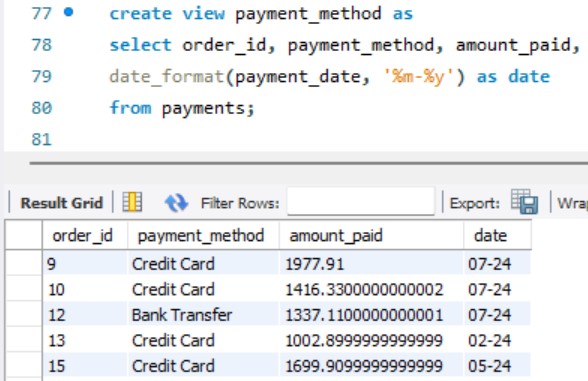 77 create view payment_method as
78 select order_id, payment_method, amount_paid,
79 date_format(payment_date, '%m-%y') as date
80 from payments;
81
Result Grid Filter Rows: Export: Wrap
order_id payment_method amount_paid date
9 Credit Card 1977.91 07-24
10 Credit Card 1416.3300000000002 07-24
12 Bank Transfer 1337.1100000000001 07-24
13 Credit Card 1002.8999999999999 02-24
15 Credit Card 1699.9099999999999 05-24